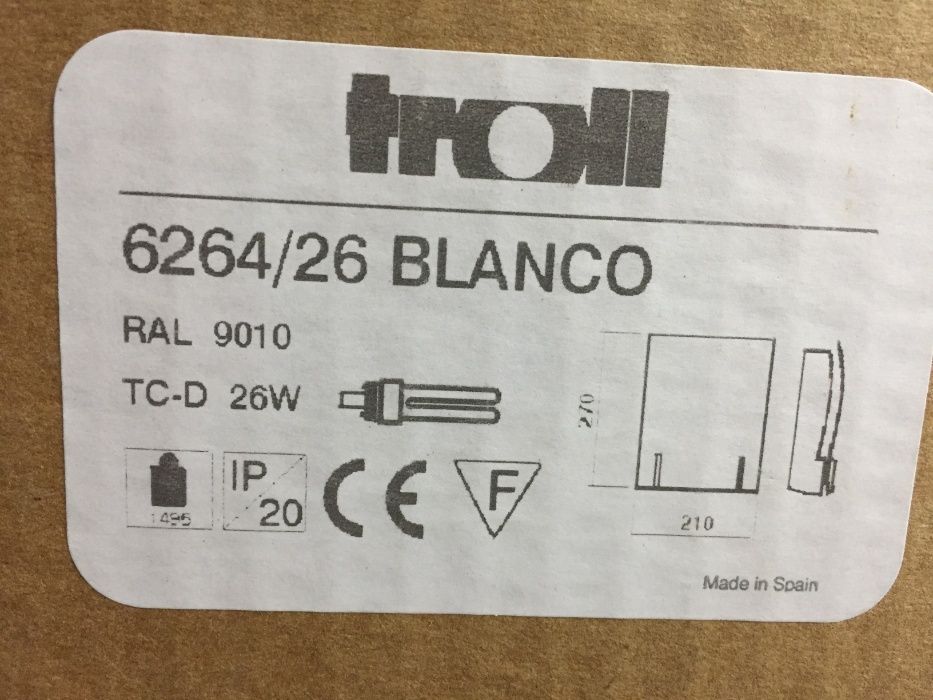 troll
6264/26 BLANCO
RAL 9010
TC-D 26W
270
1495
IP
20
CE
F
210
Made in Spain